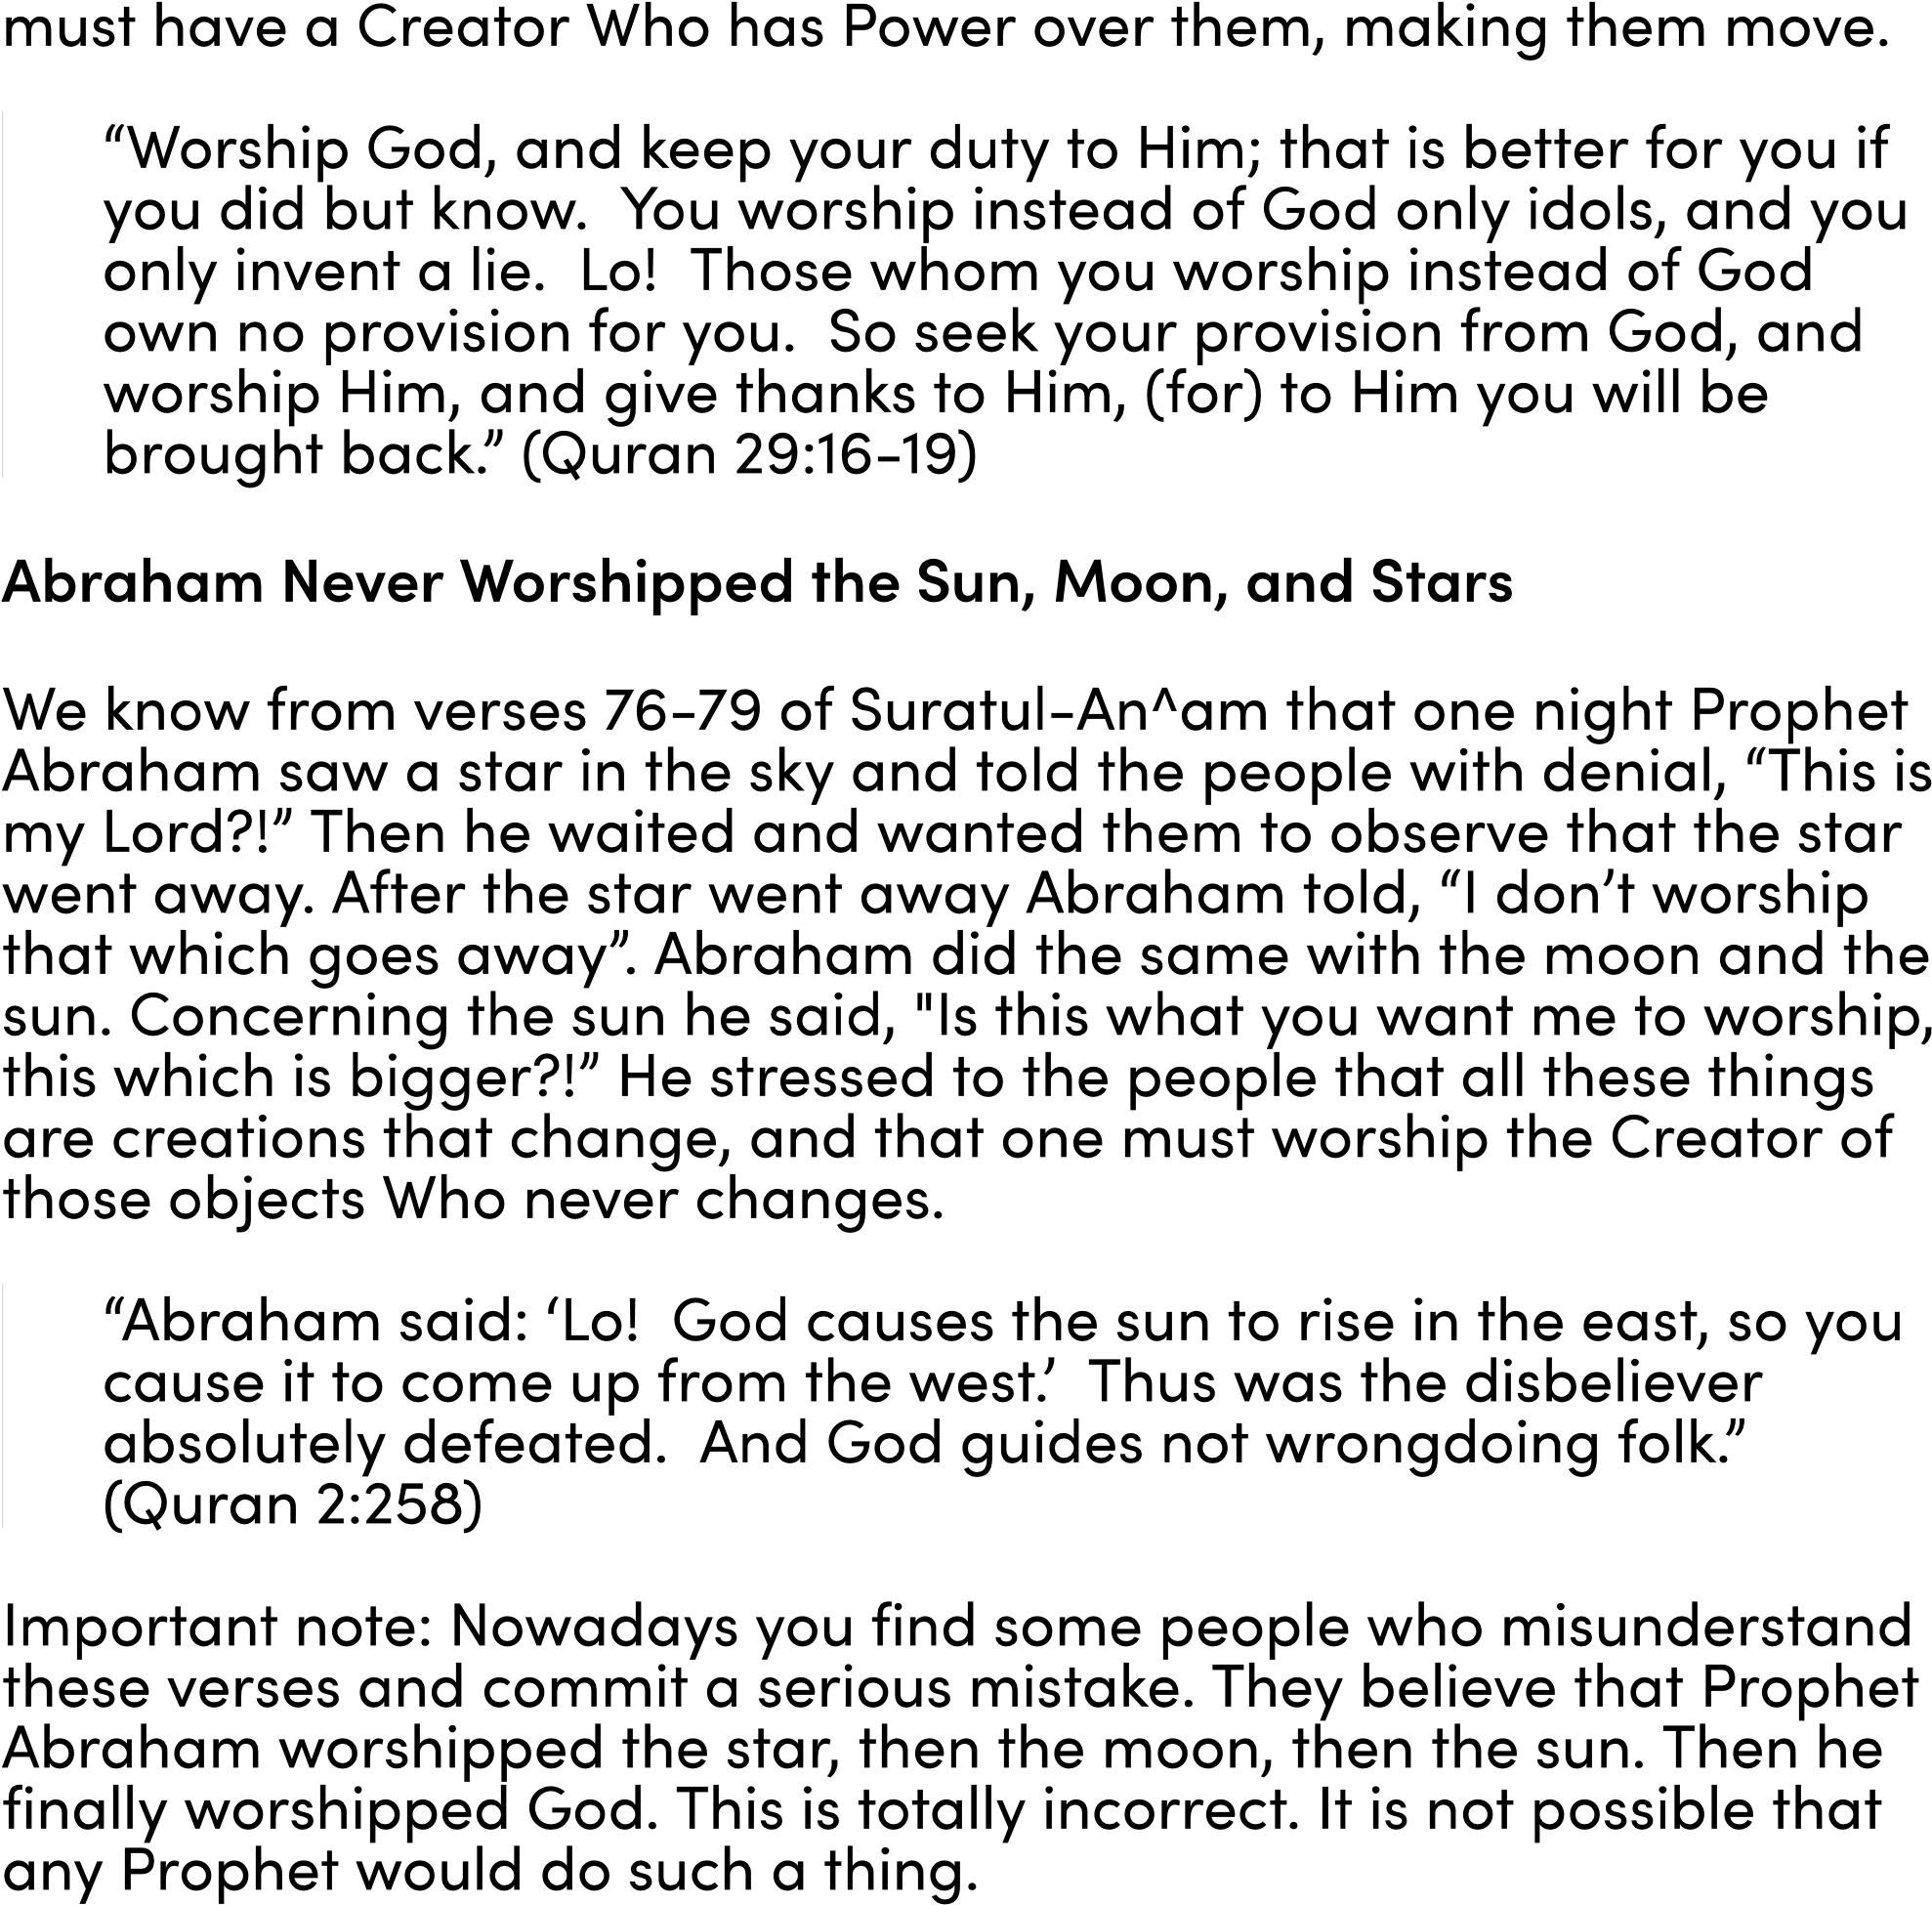 must have a Creator Who has Power over them, making them move.
“Worship God, and keep your duty to Him; that is better for you if
you did but know.  You worship instead of God only idols, and you
only invent a lie.  Lo!  Those whom you worship instead of God
own no provision for you.  So seek your provision from God, and
worship Him, and give thanks to Him, (for) to Him you will be
brought back.” (Quran 29:16-19)
Abraham Never Worshipped the Sun, Moon, and Stars
We know from verses 76-79 of Suratul-An^am that one night Prophet
Abraham saw a star in the sky and told the people with denial, “This is
my Lord?!” Then he waited and wanted them to observe that the star
went away. After the star went away Abraham told, “I don’t worship
that which goes away”. Abraham did the same with the moon and the
sun. Concerning the sun he said, "Is this what you want me to worship,
this which is bigger?!” He stressed to the people that all these things
are creations that change, and that one must worship the Creator of
those objects Who never changes.
“Abraham said: ‘Lo!  God causes the sun to rise in the east, so you
cause it to come up from the west.’  Thus was the disbeliever
absolutely defeated.  And God guides not wrongdoing folk.”
(Quran 2:258)
Important note: Nowadays you find some people who misunderstand
these verses and commit a serious mistake. They believe that Prophet
Abraham worshipped the star, then the moon, then the sun. Then he
finally worshipped God. This is totally incorrect. It is not possible that
any Prophet would do such a thing.